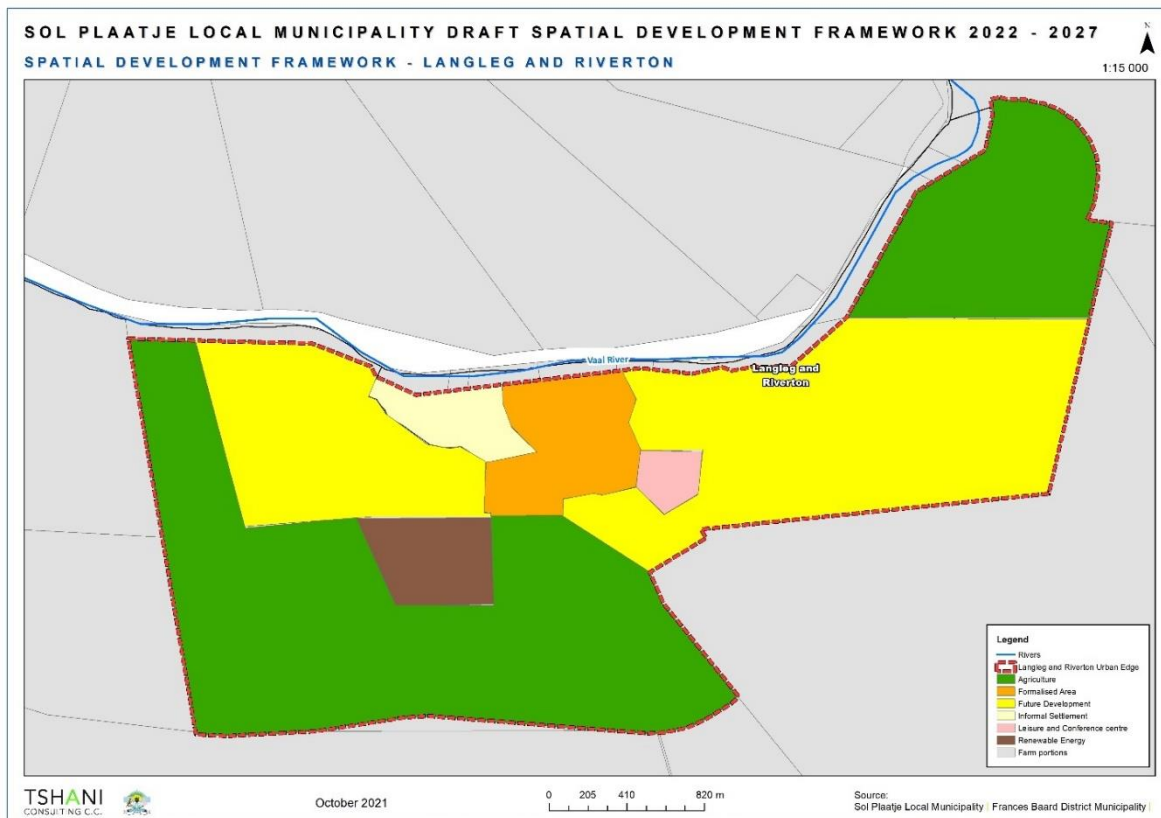 SOL PLAATJE LOCAL MUNICIPALITY DRAFT SPATIAL DEVELOPMENT FRAMEWORK 2022 - 2027
SPATIAL DEVELOPMENT FRAMEWORK - LANGLEG AND RIVERTON
N
1:15 000
Vaal River
Langleg and
Riverton
Legend
Rivers
Langleg and Riverton Urban Edge
Agriculture
Formalised Area
Future Development
Informal Settlement
Leisure and Conference centre
Renewable Energy
Farm portions
TSHANI
CONSULTING C.C.
October 2021
0 205 410 820 m
Source:
Sol Plaatje Local Municipality | Frances Baard District Municipality |